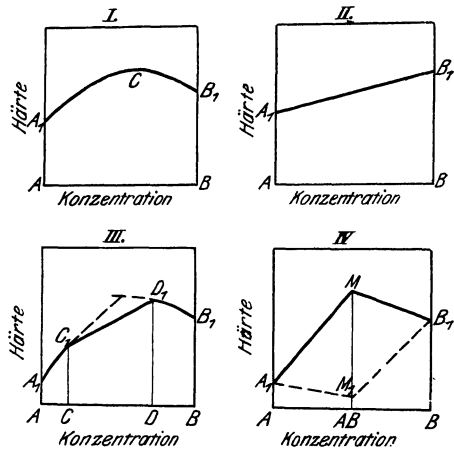 I.
Härte
A₁
C
B₁
A
B
Konzentration
II.
Härte
A₁
B₁
A
B
Konzentration
III.
Härte
A₁
C₁
D₁
B₁
A C D B
Konzentration
IV
Härte
A₁
M
M₁
B₁
A AB B
Konzentration